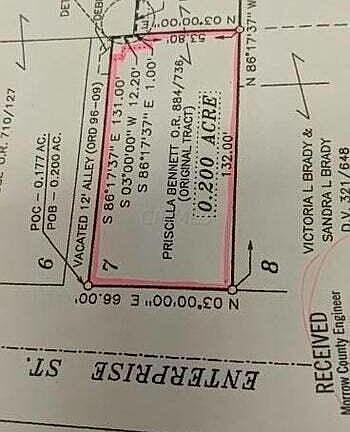 O.R. 710/127
6
POC - 0.177 AC.
POB - 0.200 AC.
VACATED 12' ALLEY (ORD 96-09)
7
S 86°17'37" E 131.00'
S 03°00'00" W 12.20'
S 86°17'37" E 1.00'
PRISCILLA BENNETT O.R. 884/736
(ORIGINAL TRACT)
0.200 ACRE
132.00'
53.80'
N 03°00'00"
N 86°17'37" W
N 03°00'00" E 66.00'
8
VICTORIA L BRADY &
SANDRA L BRADY
D.V. 321/648
ENTERPRISE ST.
RECEIVED
Morrow County Engineer